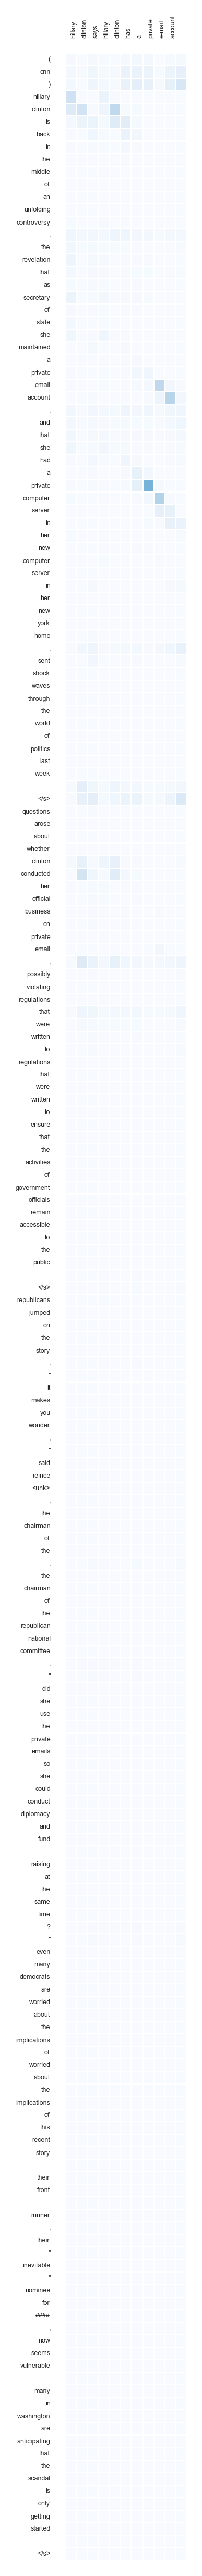 hillary clinton says hillary clinton has a private e-mail account
(
cnn
)
hillary
clinton
is
back
in
the
middle
of
an
unfolding
controversy
.
the
revelation
that
as
secretary
of
state
she
maintained
a
private
email
account
,
and
that
she
had
a
private
computer
server
in
her
new
computer
server
in
her
new
york
home
,
sent
shock
waves
through
the
world
of
politics
last
week
.
</s>
questions
arose
about
whether
clinton
conducted
her
official
business
on
private
email
,
possibly
violating
regulations
that
were
written
to
regulations
that
were
written
to
ensure
that
the
activities
of
government
officials
remain
accessible
to
the
public
.
</s>
republicans
jumped
on
the
story
.
"
it
makes
you
wonder
,
"
said
reince
<unk>
,
the
chairman
of
the
,
the
chairman
of
the
republican
national
committee
.
"
did
she
use
the
private
emails
so
she
could
conduct
diplomacy
and
fund
-
raising
at
the
same
time
?
"
even
many
democrats
are
worried
about
the
implications
of
worried
about
the
implications
of
this
recent
story
.
their
front
-
runner
,
their
"
inevitable
"
nominee
for
####
,
now
seems
vulnerable
.
many
in
washington
are
anticipating
that
the
scandal
is
only
getting
started
.
</s>